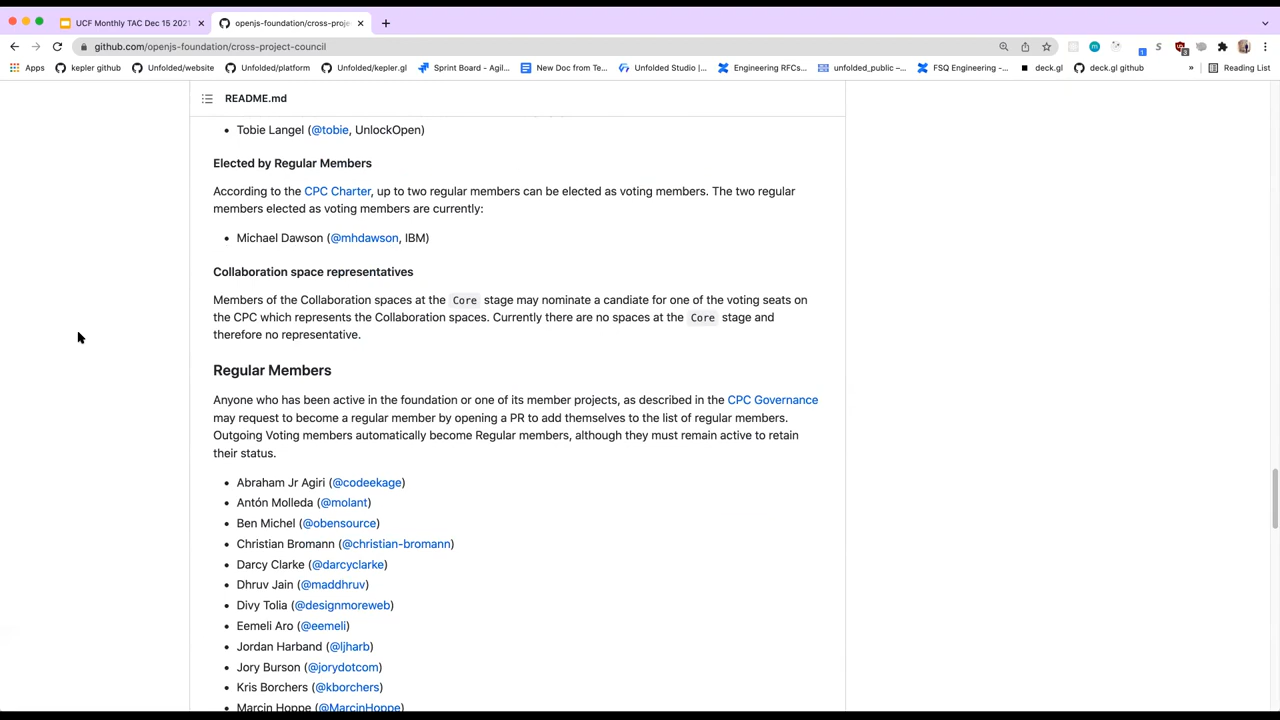 UCF Monthly TAC Dec 15 2021
openjs-foundation/cross-proje
github.com/openjs-foundation/cross-project-council
Apps kepler github Unfolded/website Unfolded/platform Unfolded/kepler.gl Sprint Board - Agil... New Doc from Te... Unfolded Studio |... Engineering RFCs... unfolded_public –... FSQ Engineering -... deck.gl deck.gl github » Reading List
README.md
• Tobie Langel (@tobie, UnlockOpen)
Elected by Regular Members
According to the CPC Charter, up to two regular members can be elected as voting members. The two regular
members elected as voting members are currently:
• Michael Dawson (@mhdawson, IBM)
Collaboration space representatives
Members of the Collaboration spaces at the Core stage may nominate a candiate for one of the voting seats on
the CPC which represents the Collaboration spaces. Currently there are no spaces at the Core stage and
therefore no representative.
Regular Members
Anyone who has been active in the foundation or one of its member projects, as described in the CPC Governance
may request to become a regular member by opening a PR to add themselves to the list of regular members.
Outgoing Voting members automatically become Regular members, although they must remain active to retain
their status.
• Abraham Jr Agiri (@codeekage)
• Antón Molleda (@molant)
• Ben Michel (@obensource)
• Christian Bromann (@christian-bromann)
• Darcy Clarke (@darcyclarke)
• Dhruv Jain (@maddhruv)
• Divy Tolia (@designmoreweb)
• Eemeli Aro (@eemeli)
• Jordan Harband (@ljharb)
• Jory Burson (@jorydotcom)
• Kris Borchers (@kborchers)
• Marcin Hoppe (@MarcinHoppe)